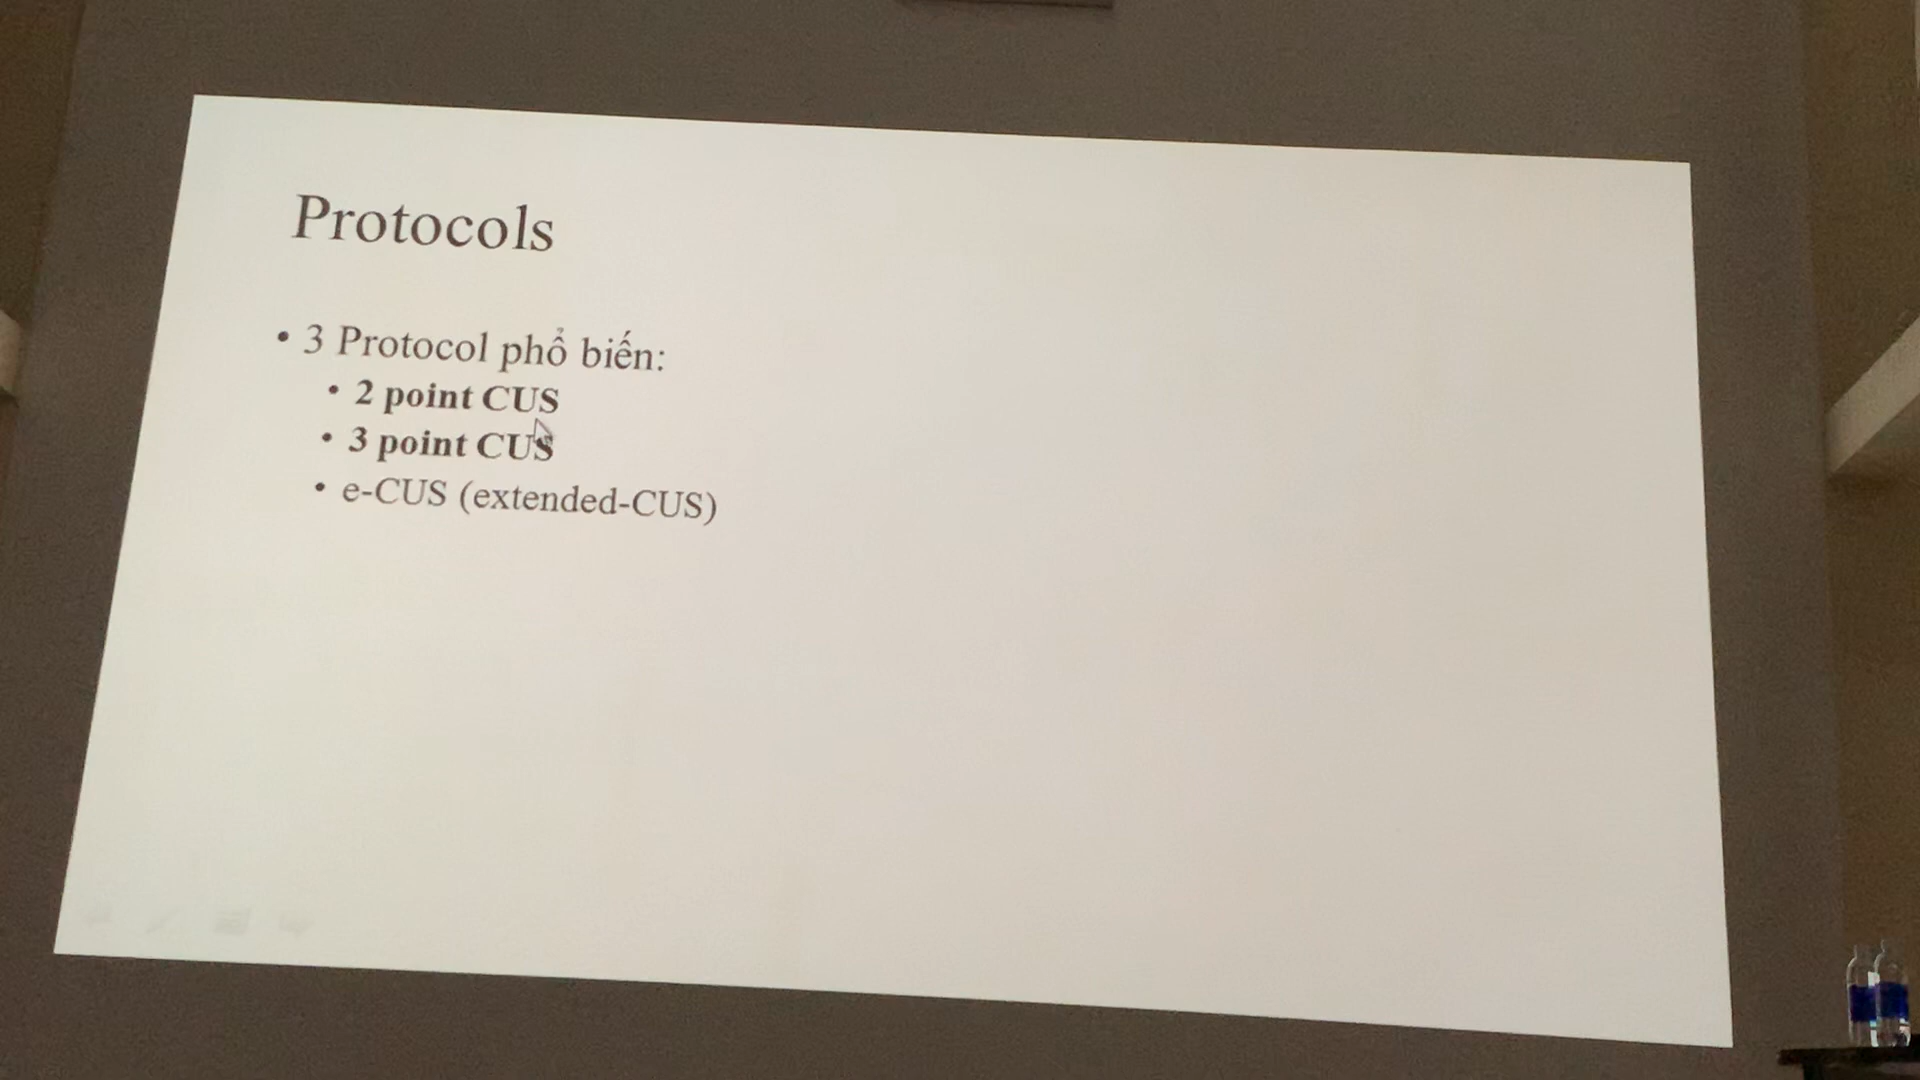 Protocols
• 3 Protocol phổ biến:
• 2 point CUS
• 3 point CUS
• e-CUS (extended-CUS)